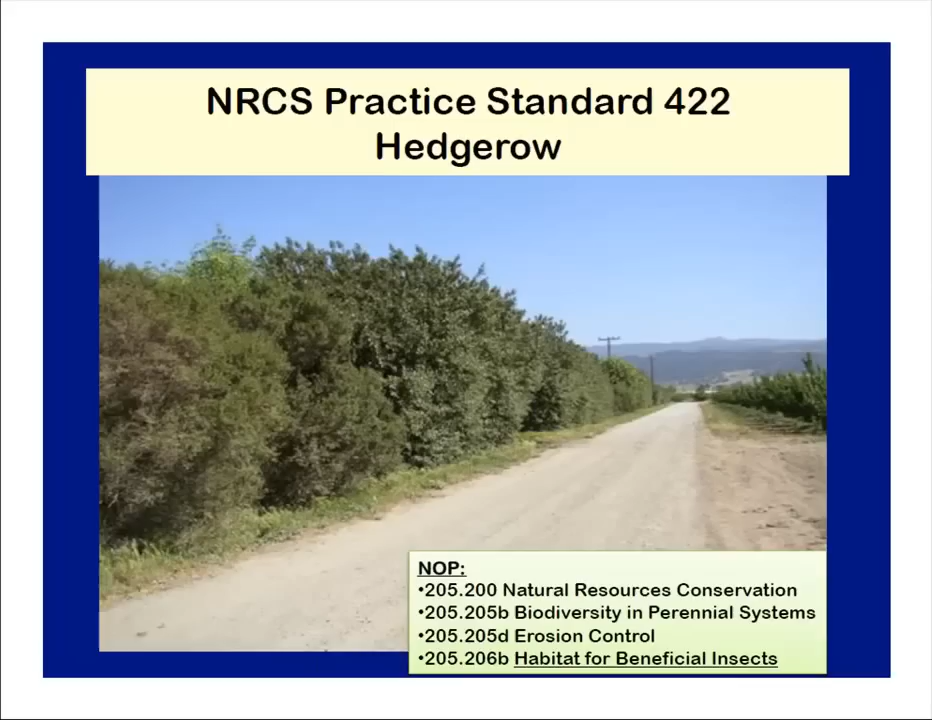 NRCS Practice Standard 422
Hedgerow
NOP:
•205.200 Natural Resources Conservation
•205.205b Biodiversity in Perennial Systems
•205.205d Erosion Control
•205.206b Habitat for Beneficial Insects